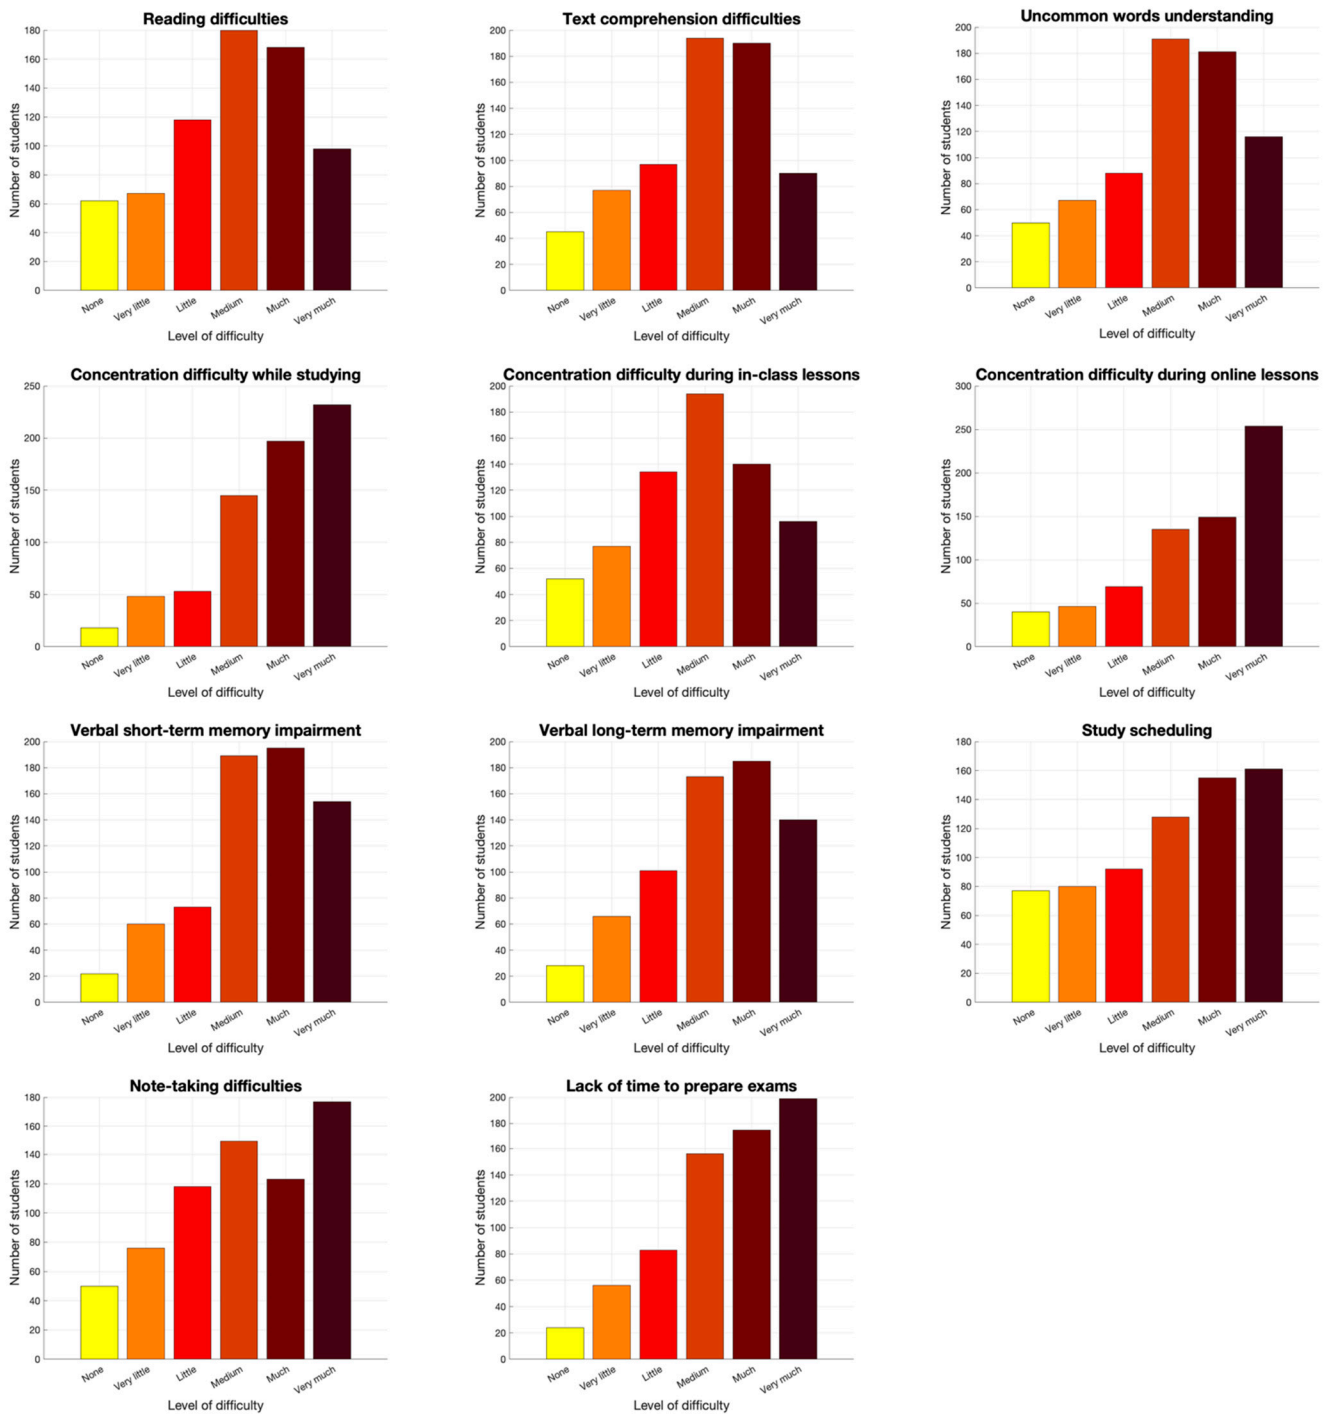 Reading difficulties
Number of students
180
160
140
120
100
80
60
40
20
0
None Very little Little Medium Much Very much
Level of difficulty
Text comprehension difficulties
Number of students
200
180
160
140
120
100
80
60
40
20
0
None Very little Little Medium Much Very much
Level of difficulty
Uncommon words understanding
Number of students
200
180
160
140
120
100
80
60
40
20
0
None Very little Little Medium Much Very much
Level of difficulty
Concentration difficulty while studying
Number of students
250
200
150
100
50
0
None Very little Little Medium Much Very much
Level of difficulty
Concentration difficulty during in-class lessons
Number of students
200
180
160
140
120
100
80
60
40
20
0
None Very little Little Medium Much Very much
Level of difficulty
Concentration difficulty during online lessons
Number of students
300
250
200
150
100
50
0
None Very little Little Medium Much Very much
Level of difficulty
Verbal short-term memory impairment
Number of students
200
180
160
140
120
100
80
60
40
20
0
None Very little Little Medium Much Very much
Level of difficulty
Verbal long-term memory impairment
Number of students
200
180
160
140
120
100
80
60
40
20
0
None Very little Little Medium Much Very much
Level of difficulty
Study scheduling
Number of students
180
160
140
120
100
80
60
40
20
0
None Very little Little Medium Much Very much
Level of difficulty
Note-taking difficulties
Number of students
180
160
140
120
100
80
60
40
20
0
None Very little Little Medium Much Very much
Level of difficulty
Lack of time to prepare exams
Number of students
200
180
160
140
120
100
80
60
40
20
0
None Very little Little Medium Much Very much
Level of difficulty